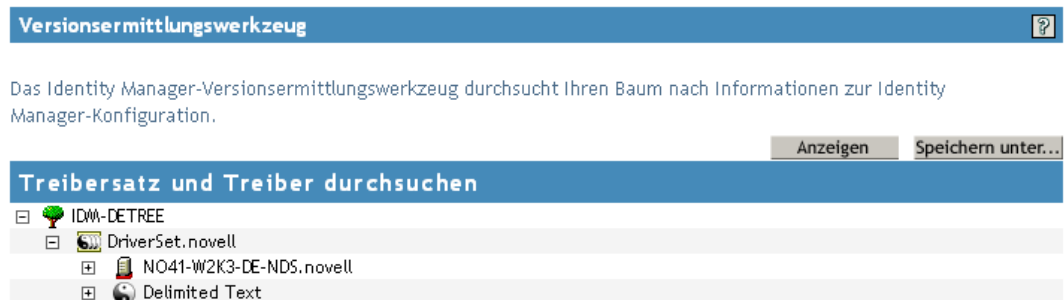 Versionsermittlungswerkzeug
?
Das Identity Manager-Versionsermittlungswerkzeug durchsucht Ihren Baum nach Informationen zur Identity
Manager-Konfiguration.
Anzeigen Speichern unter...
Treibersatz und Treiber durchsuchen
IDM-DETREE
DriverSet.novell
NO41-W2K3-DE-NDS.novell
Delimited Text